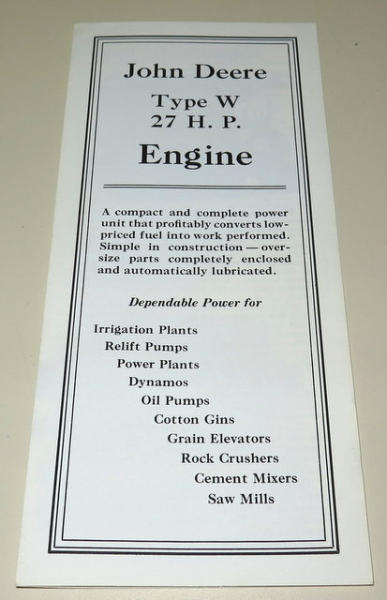 John Deere
Type W
27 H. P.
Engine
A compact and complete power
unit that profitably converts low-
priced fuel into work performed.
Simple in construction — over-
size parts completely enclosed
and automatically lubricated.
Dependable Power for
Irrigation Plants
Relift Pumps
Power Plants
Dynamos
Oil Pumps
Cotton Gins
Grain Elevators
Rock Crushers
Cement Mixers
Saw Mills